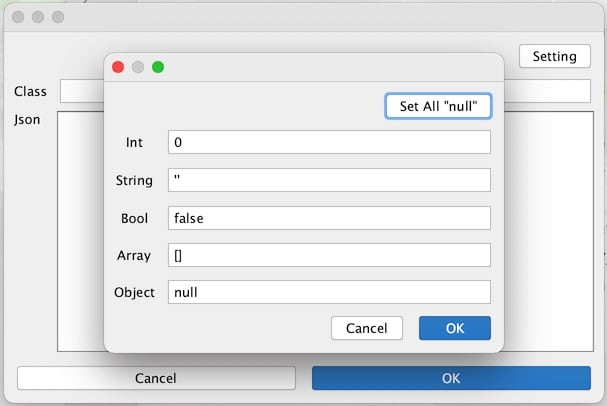 Setting
Class
Json
Set All "null"
Int 0
String ''
Bool false
Array []
Object null
Cancel OK
Cancel OK